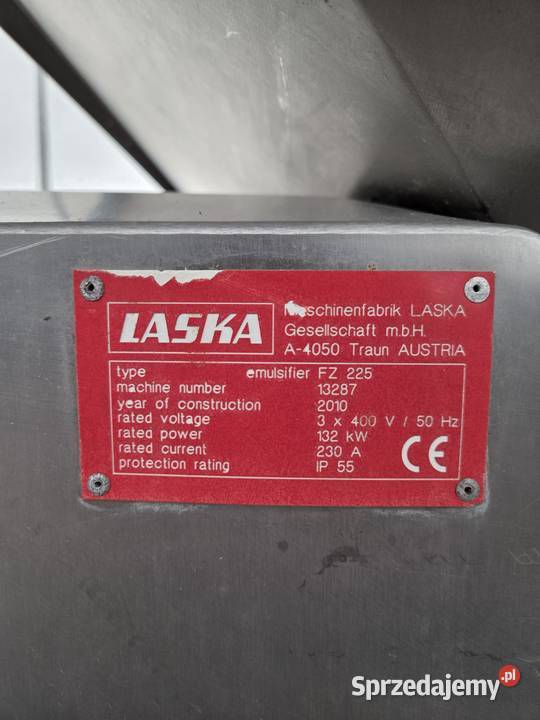 LASKA
Maschinenfabrik LASKA
Gesellschaft m.b.H.
A-4050 Traun AUSTRIA
type emulsifier FZ 225
machine number 13287
year of construction 2010
rated voltage 3 x 400 V / 50 Hz
rated power 132 kW
rated current 230 A
protection rating IP 55
CE
Sprzedajemy.pl